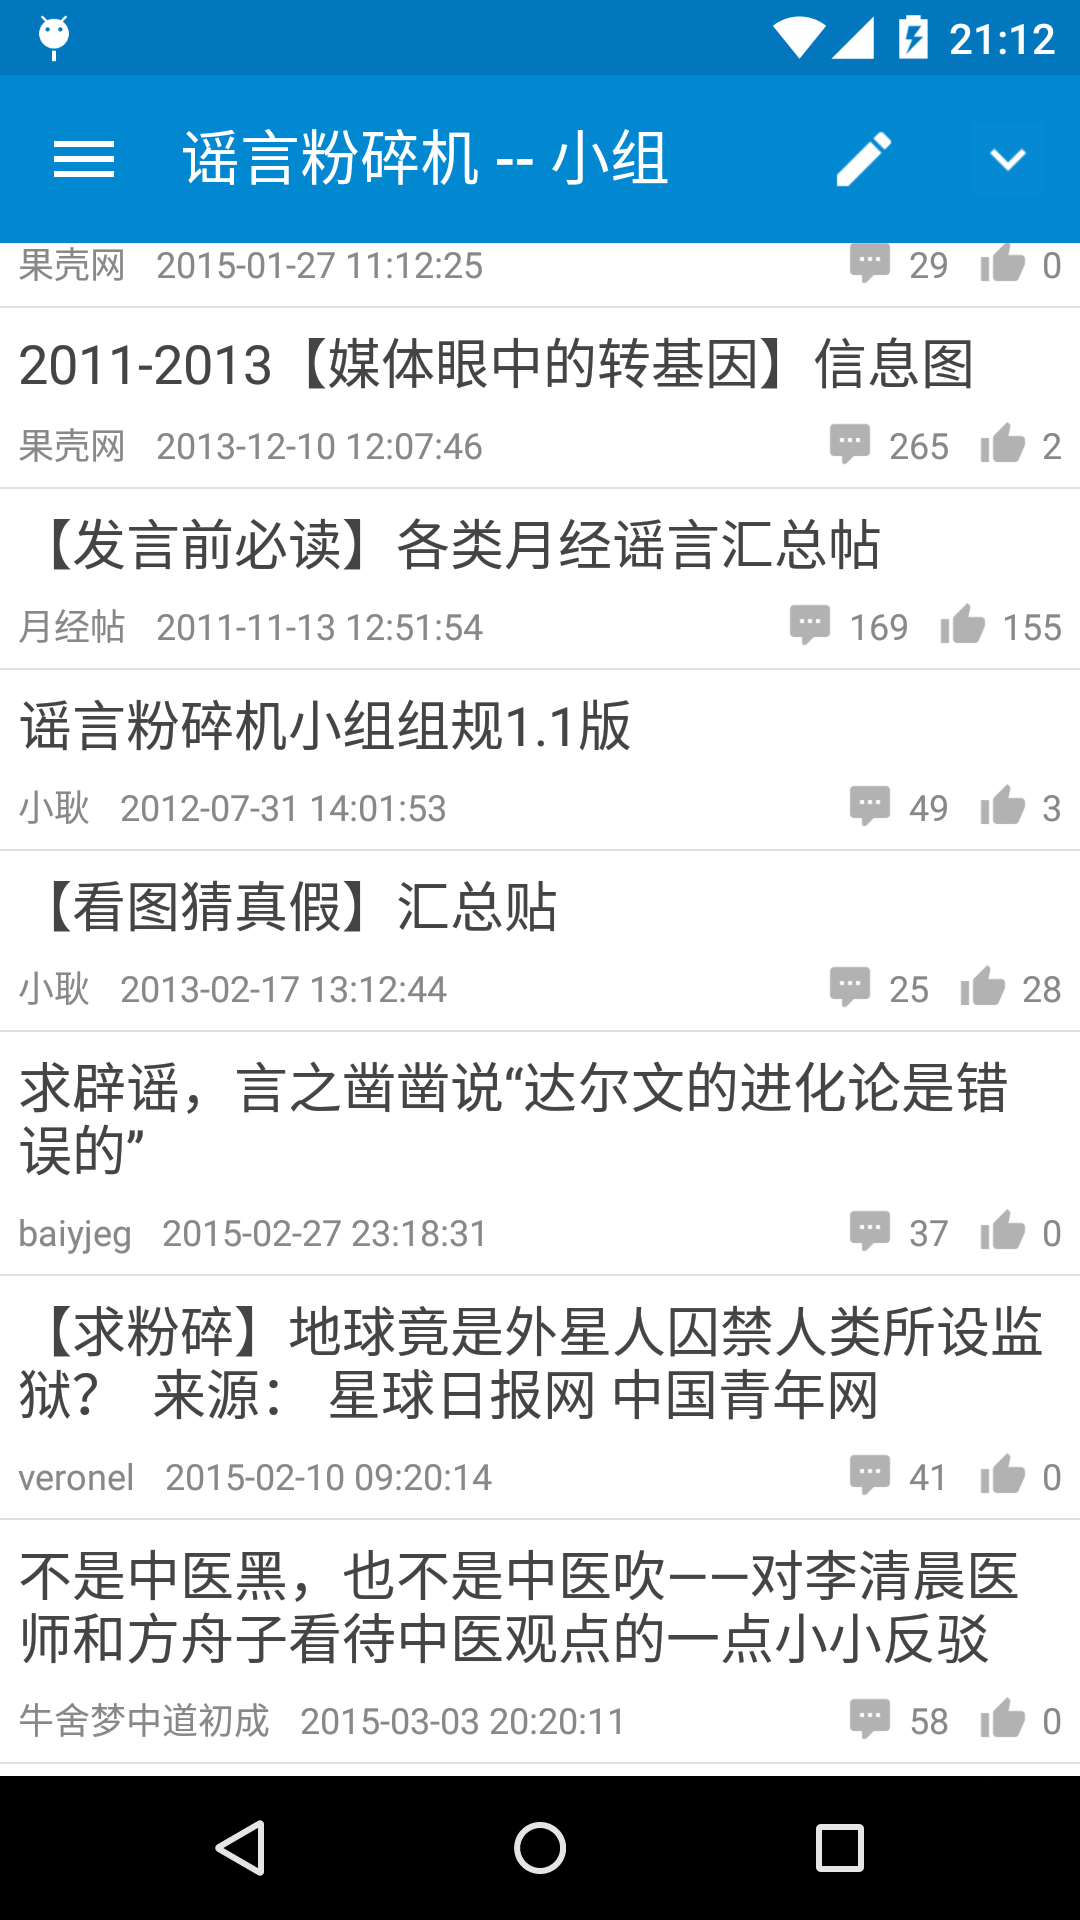 21:12
谣言粉碎机 -- 小组
果壳网 2015-01-27 11:12:25 29 0
2011-2013【媒体眼中的转基因】信息图
果壳网 2013-12-10 12:07:46 265 2
【发言前必读】各类月经谣言汇总帖
月经帖 2011-11-13 12:51:54 169 155
谣言粉碎机小组组规1.1版
小耿 2012-07-31 14:01:53 49 3
【看图猜真假】汇总贴
小耿 2013-02-17 13:12:44 25 28
求辟谣，言之凿凿说“达尔文的进化论是错
误的”
baiyjeg 2015-02-27 23:18:31 37 0
【求粉碎】地球竟是外星人囚禁人类所设监
狱？ 来源： 星球日报网 中国青年网
veronel 2015-02-10 09:20:14 41 0
不是中医黑，也不是中医吹——对李清晨医
师和方舟子看待中医观点的一点小小反驳
牛舍梦中道初成 2015-03-03 20:20:11 58 0